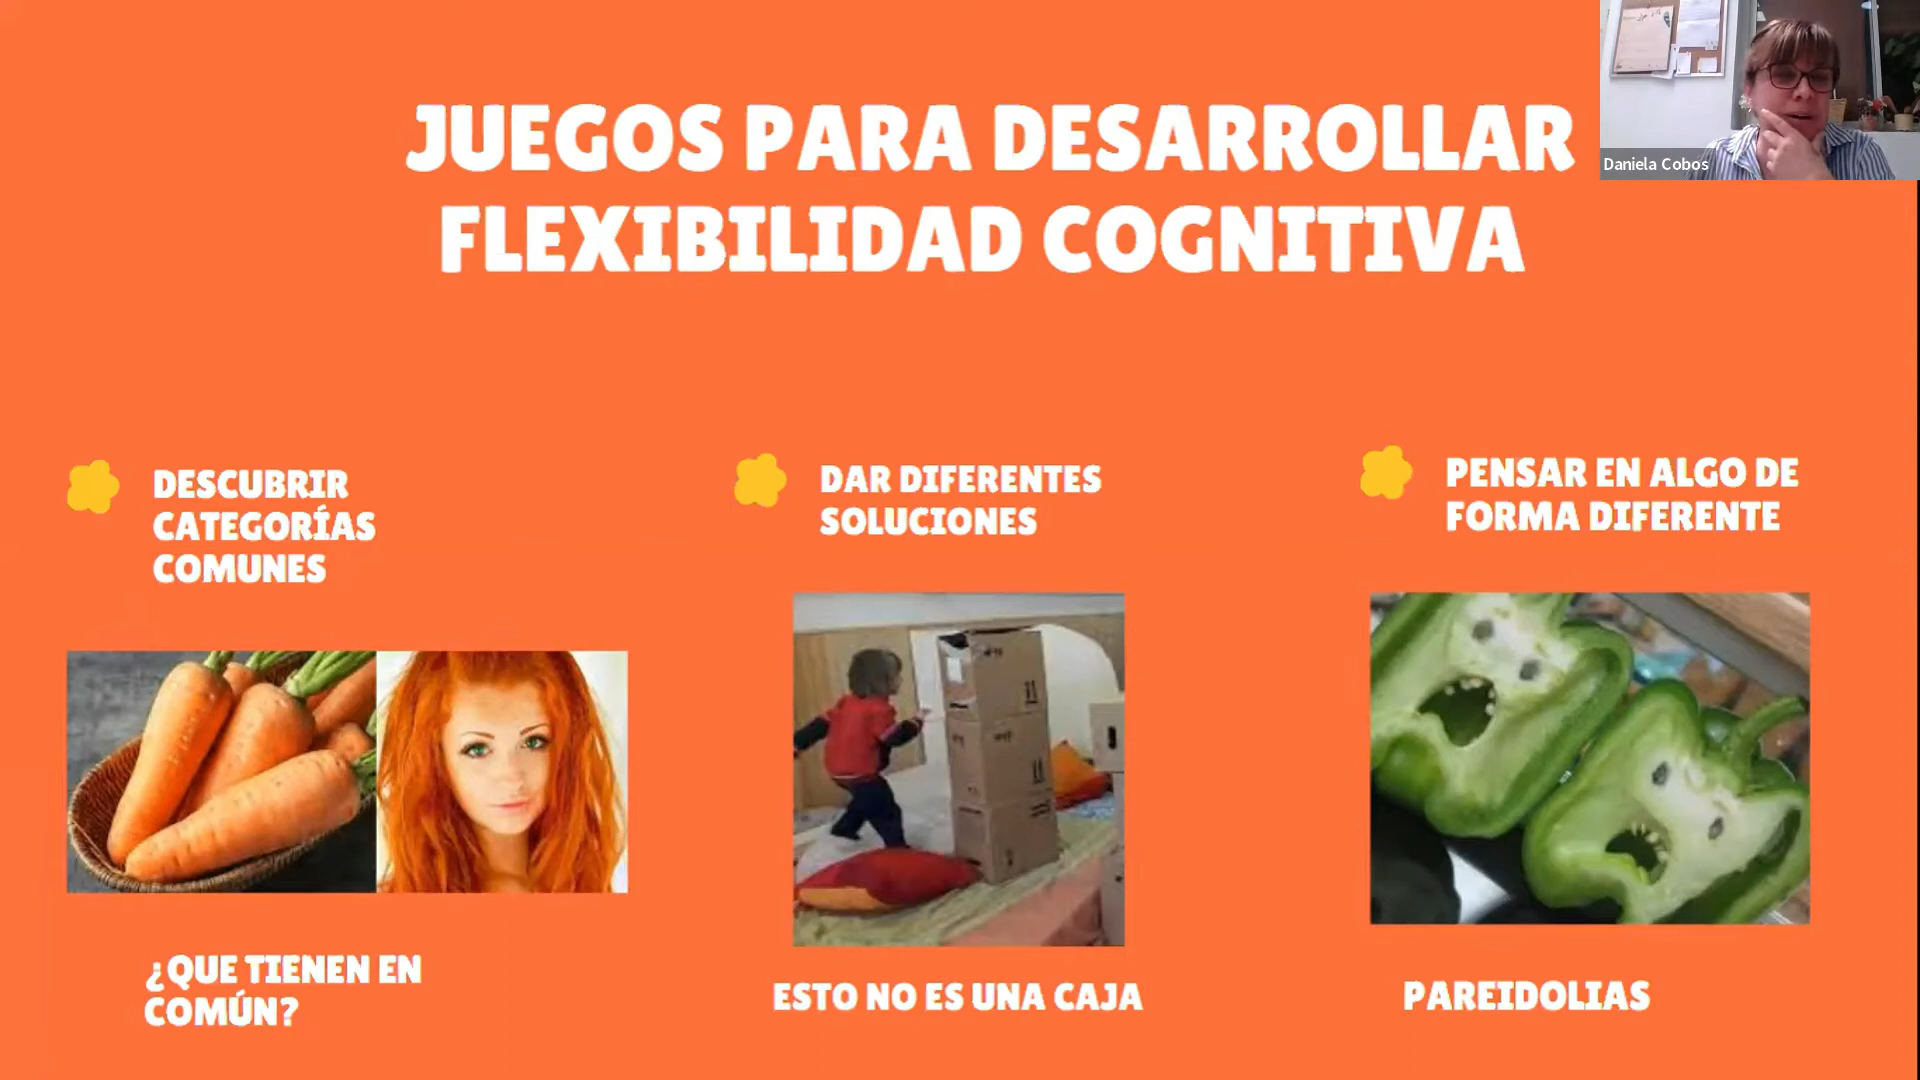 JUEGOS PARA DESARROLLAR
FLEXIBILIDAD COGNITIVA
Daniela Cobos
DESCUBRIR
CATEGORÍAS
COMUNES
¿QUE TIENEN EN
COMÚN?
DAR DIFERENTES
SOLUCIONES
ESTO NO ES UNA CAJA
PENSAR EN ALGO DE
FORMA DIFERENTE
PAREIDOLIAS